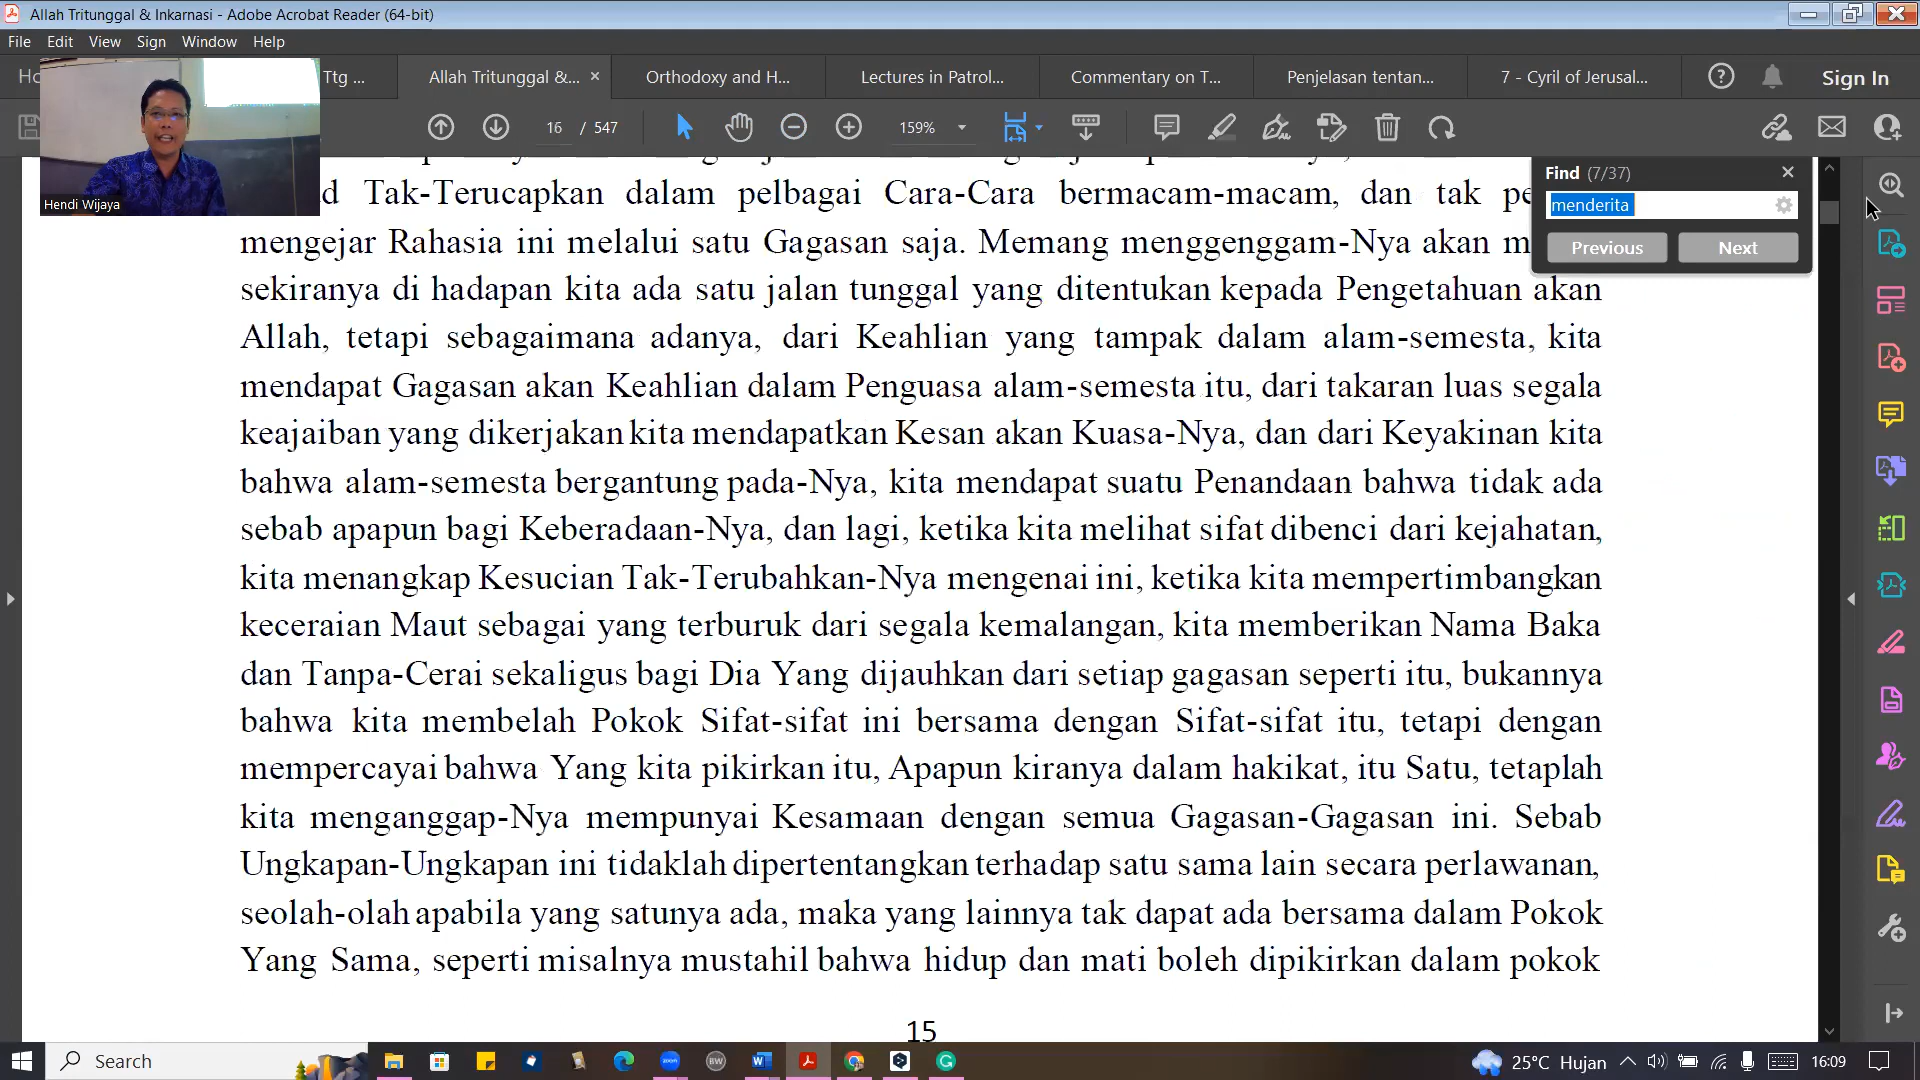 Allah Tritunggal & Inkarnasi - Adobe Acrobat Reader (64-bit)
File Edit View Sign Window Help
Ttg ... Allah Tritunggal &... Orthodoxy and H... Lectures in Patrol... Commentary on T... Penjelasan tentan... 7 - Cyril of Jerusal... Sign In
16 / 547 159%
Hendi Wijaya
Find (7/37)
menderita
Previous Next
Tak-Terucapkan dalam pelbagai Cara-Cara bermacam-macam, dan tak
mengejar Rahasia ini melalui satu Gagasan saja. Memang menggenggam-Nya akan
sekiranya di hadapan kita ada satu jalan tunggal yang ditentukan kepada Pengetahuan akan
Allah, tetapi sebagaimana adanya, dari Keahlian yang tampak dalam alam-semesta, kita
mendapat Gagasan akan Keahlian dalam Penguasa alam-semesta itu, dari takaran luas segala
keajaiban yang dikerjakan kita mendapatkan Kesan akan Kuasa-Nya, dan dari Keyakinan kita
bahwa alam-semesta bergantung pada-Nya, kita mendapat suatu Penandaan bahwa tidak ada
sebab apapun bagi Keberadaan-Nya, dan lagi, ketika kita melihat sifat dibenci dari kejahatan,
kita menangkap Kesucian Tak-Terubahkan-Nya mengenai ini, ketika kita mempertimbangkan
keceraian Maut sebagai yang terburuk dari segala kemalangan, kita memberikan Nama Baka
dan Tanpa-Cerai sekaligus bagi Dia Yang dijauhkan dari setiap gagasan seperti itu, bukannya
bahwa kita membelah Pokok Sifat-sifat ini bersama dengan Sifat-sifat itu, tetapi dengan
mempercayai bahwa Yang kita pikirkan itu, Apapun kiranya dalam hakikat, itu Satu, tetaplah
kita menganggap-Nya mempunyai Kesamaan dengan semua Gagasan-Gagasan ini. Sebab
Ungkapan-Ungkapan ini tidaklah dipertentangkan terhadap satu sama lain secara perlawanan,
seolah-olah apabila yang satunya ada, maka yang lainnya tak dapat ada bersama dalam Pokok
Yang Sama, seperti misalnya mustahil bahwa hidup dan mati boleh dipikirkan dalam pokok
15
Search
BW
25°C Hujan 16:09